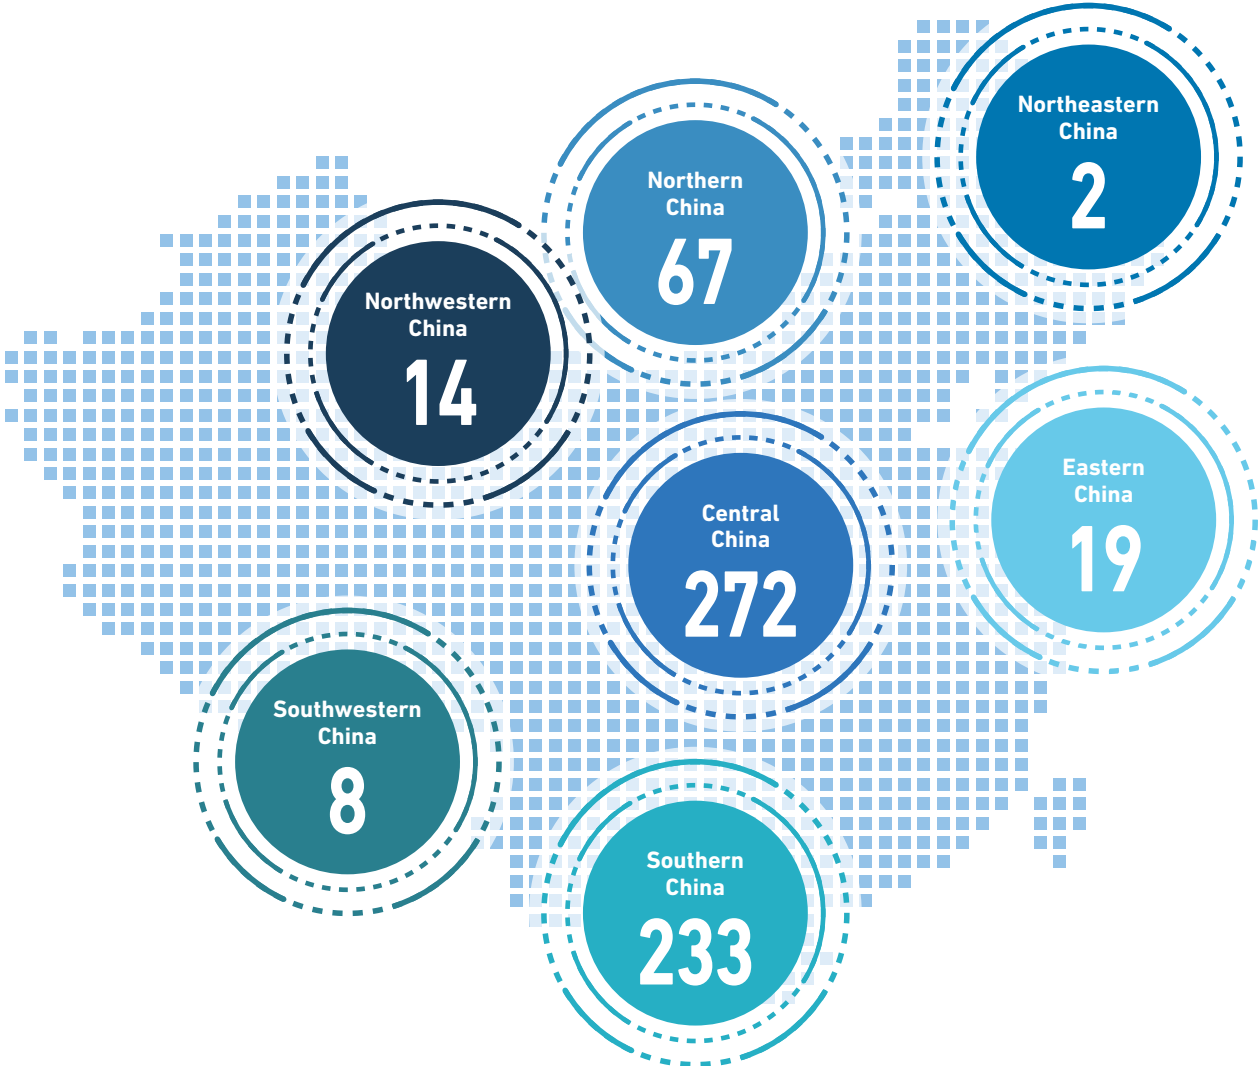 Northeastern
China
2
Northern
China
67
Northwestern
China
14
Eastern
China
19
Central
China
272
Southwestern
China
8
Southern
China
233